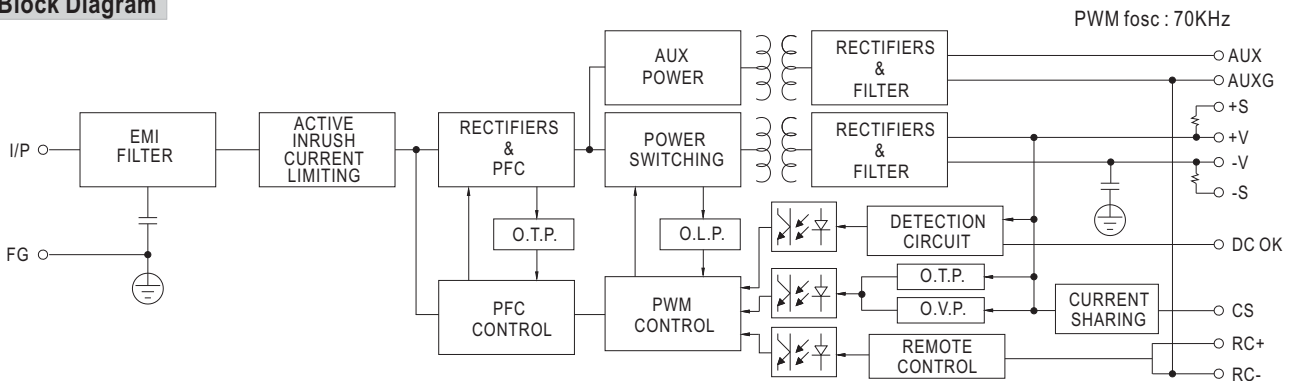 Block Diagram
PWM fosc : 70KHz
I/P
FG
EMI
FILTER
ACTIVE
INRUSH
CURRENT
LIMITING
RECTIFIERS
&
PFC
O.T.P.
PFC
CONTROL
AUX
POWER
POWER
SWITCHING
O.L.P.
PWM
CONTROL
RECTIFIERS
&
FILTER
RECTIFIERS
&
FILTER
DETECTION
CIRCUIT
O.T.P.
O.V.P.
REMOTE
CONTROL
CURRENT
SHARING
AUX
AUXG
+S
+V
-V
-S
DC OK
CS
RC+
RC-